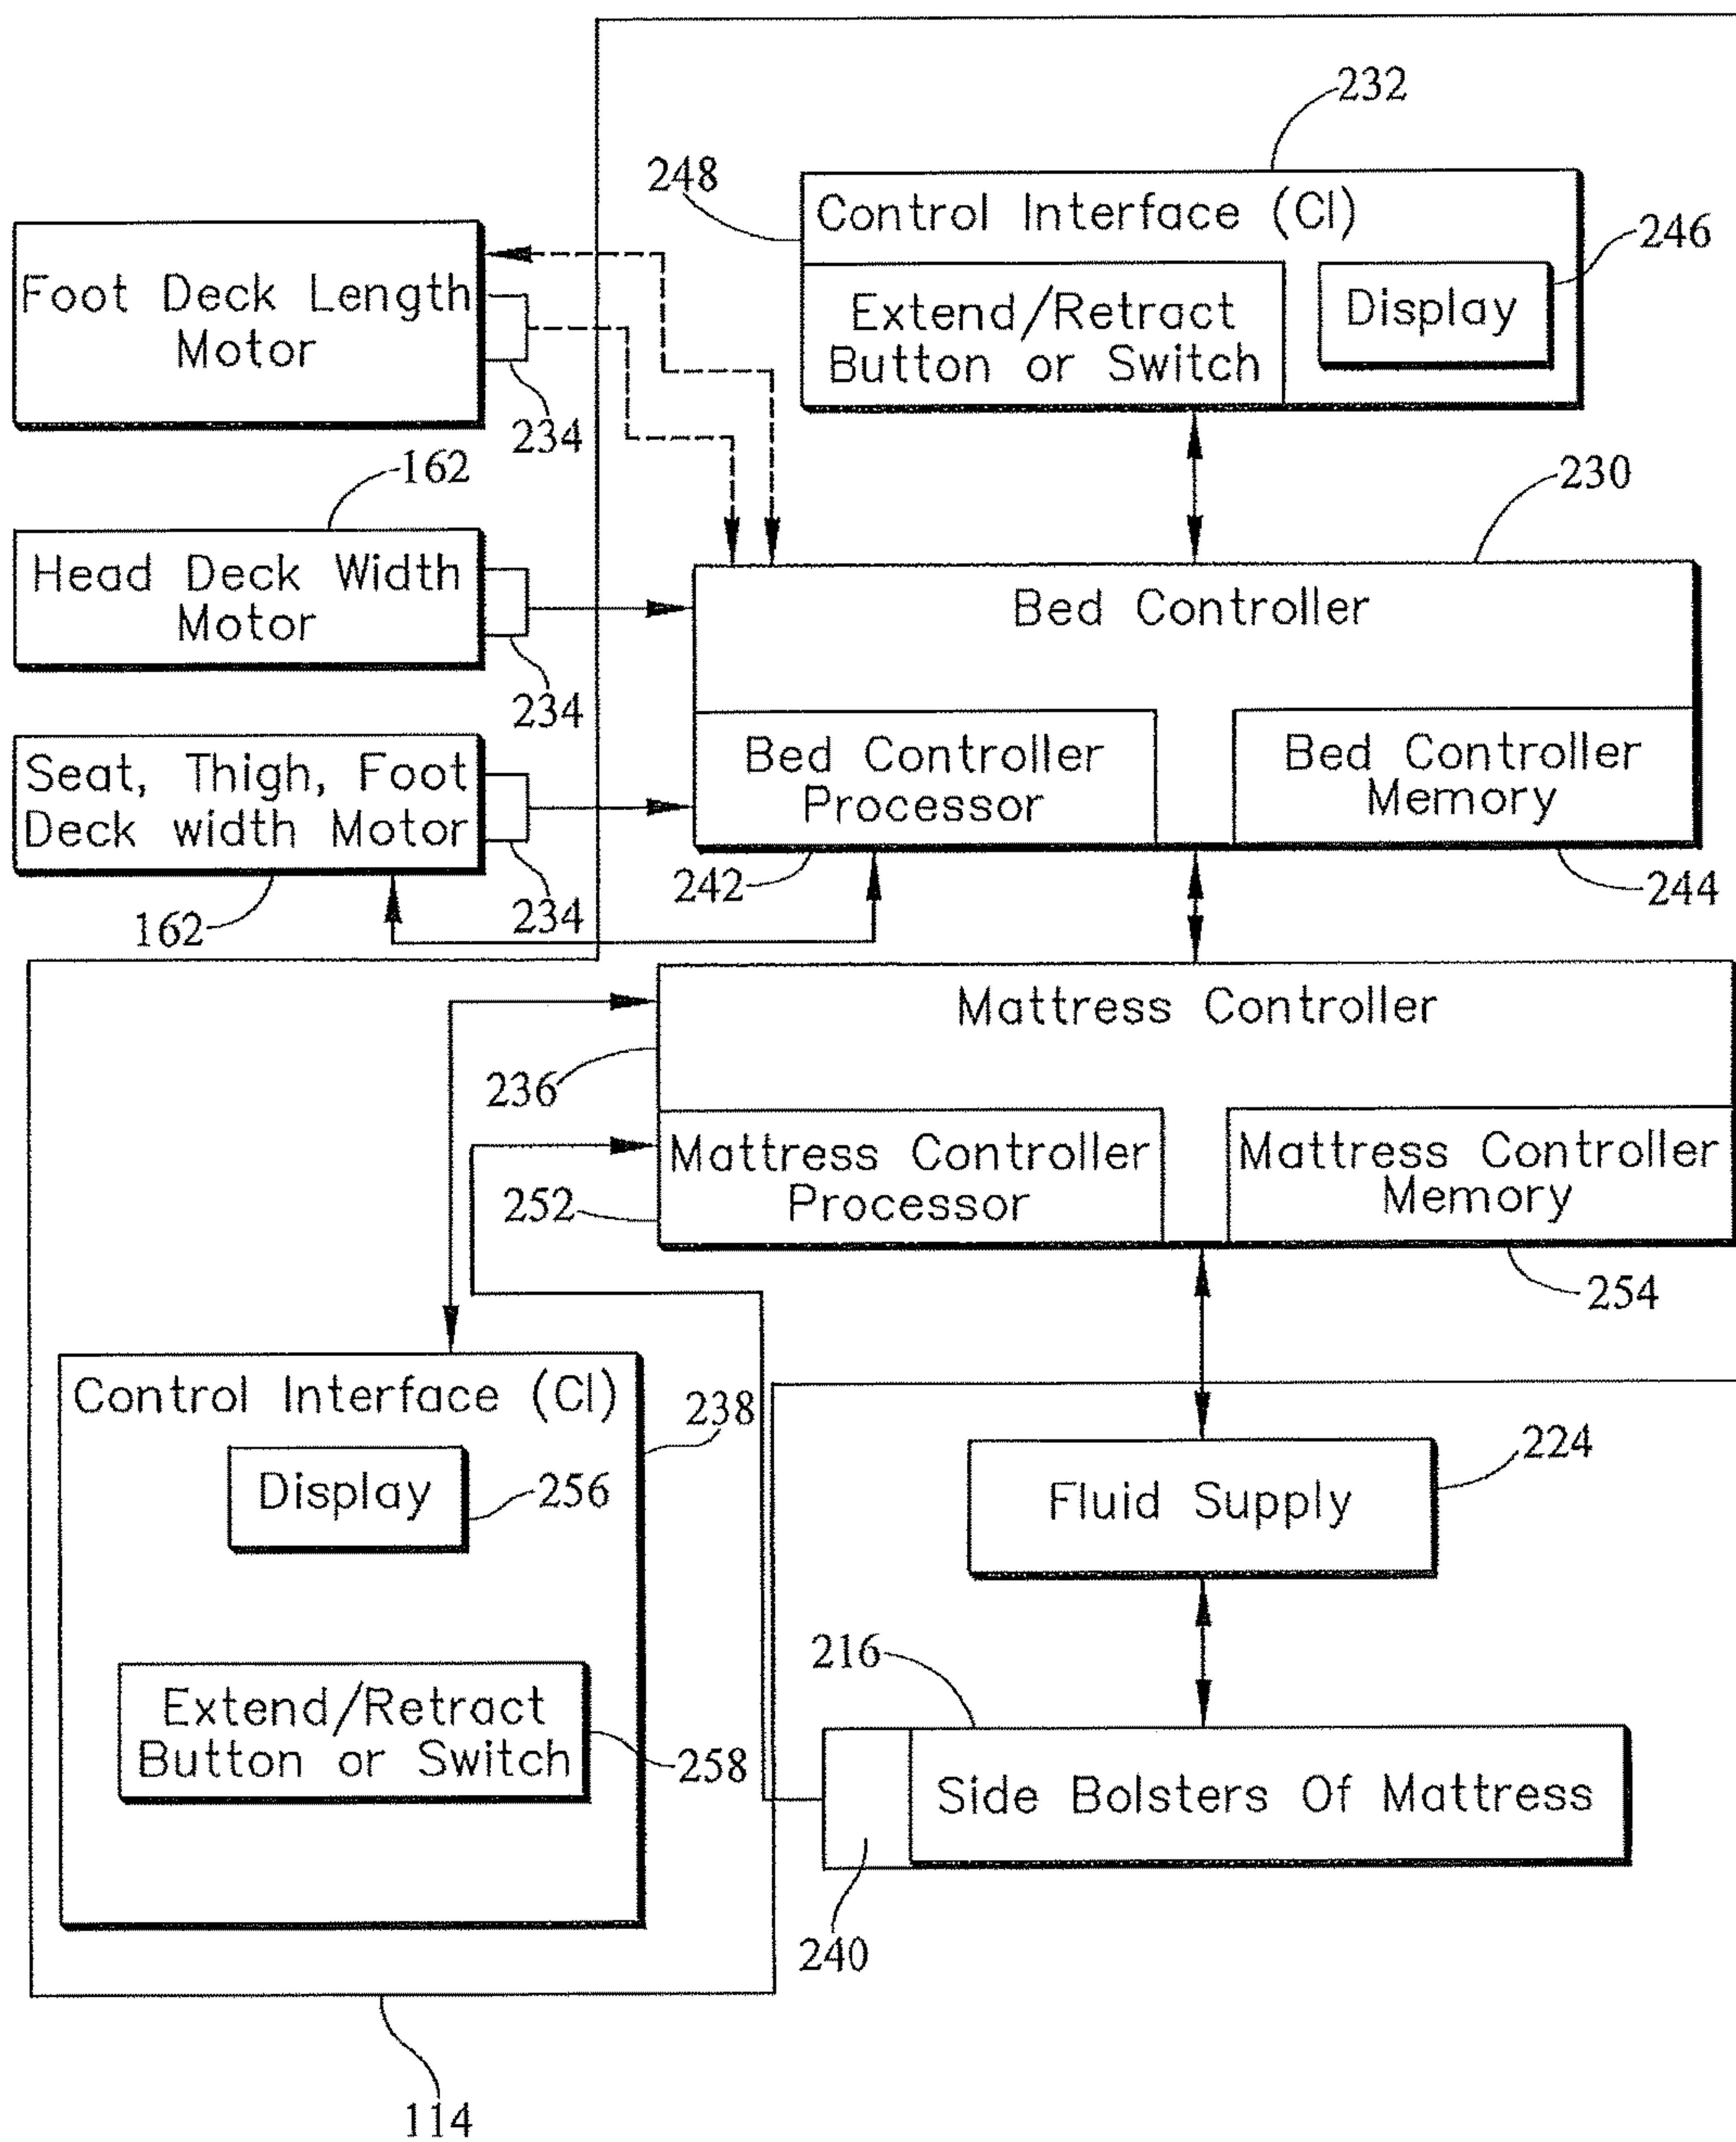 232
248
Control Interface (CI)
246
Extend/Retract
Button or Switch
Display
Foot Deck Length
Motor
234
162
230
Head Deck Width
Motor
234
Bed Controller
Seat, Thigh, Foot
Deck width Motor
234
162
Bed Controller
Processor
Bed Controller
Memory
242
244
Mattress Controller
236
Mattress Controller
Processor
Mattress Controller
Memory
252
254
Control Interface (CI)
238
Display
256
Extend/Retract
Button or Switch
258
Fluid Supply
224
216
Side Bolsters Of Mattress
240
114